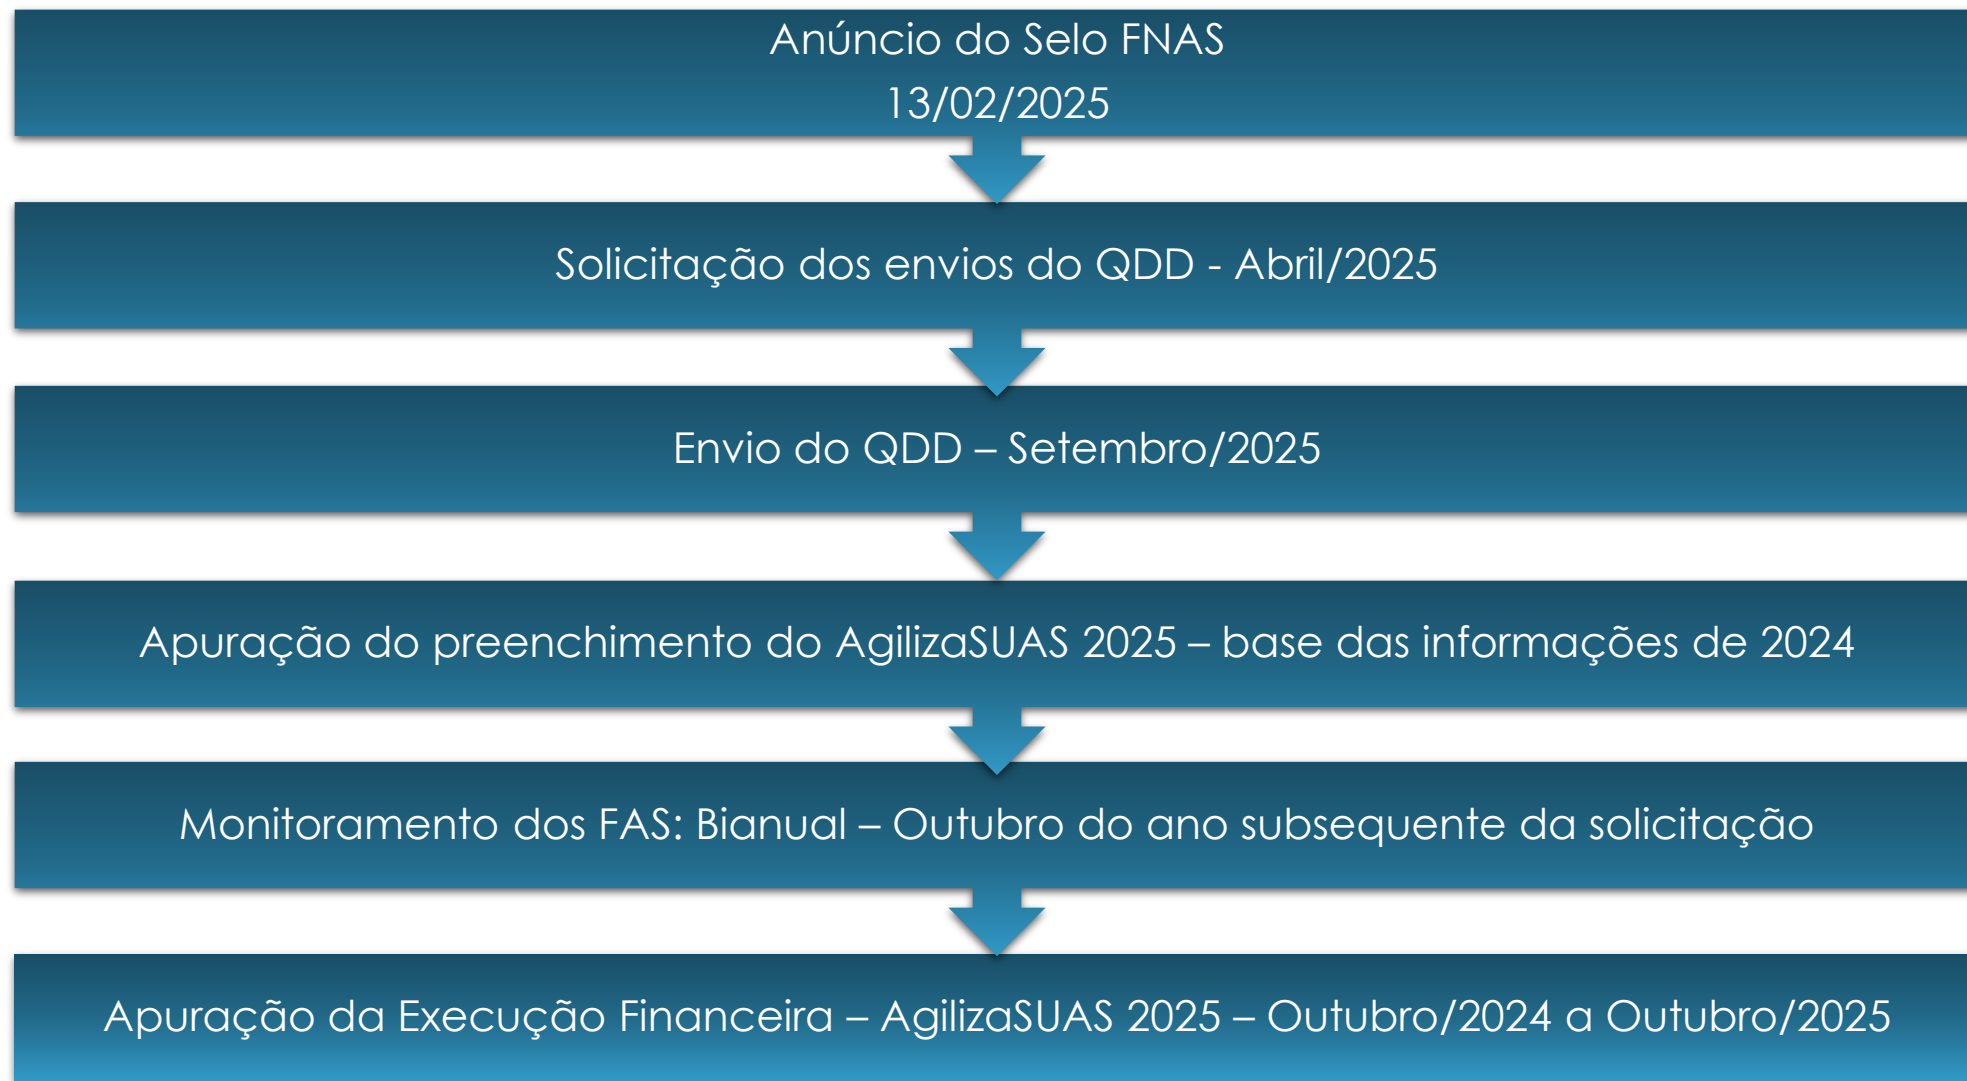 Anúncio do Selo FNAS
13/02/2025
Solicitação dos envios do QDD - Abril/2025
Envio do QDD – Setembro/2025
Apuração do preenchimento do AgilizaSUAS 2025 – base das informações de 2024
Monitoramento dos FAS: Bianual – Outubro do ano subsequente da solicitação
Apuração da Execução Financeira – AgilizaSUAS 2025 – Outubro/2024 a Outubro/2025